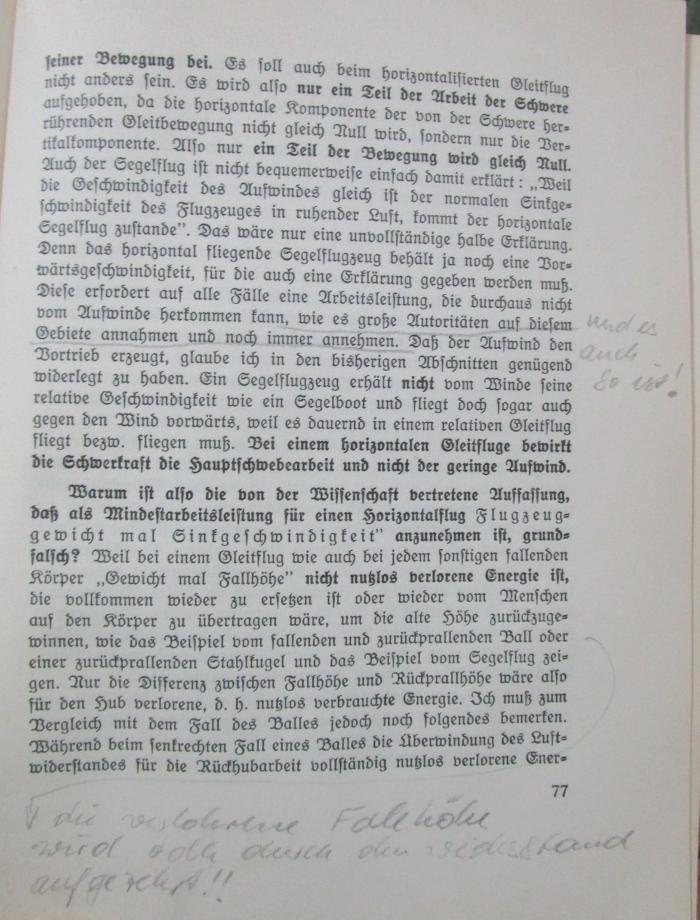 seiner Bewegung bei. Es soll auch beim horizontalisierten Gleitflug
nicht anders sein. Es wird also nur ein Teil der Arbeit der Schwere
aufgehoben, da die horizontale Komponente der von der Schwere her-
rührenden Gleitbewegung nicht gleich Null wird, sondern nur die Ver-
tikalkomponente. Also nur ein Teil der Bewegung wird gleich Null.
Auch der Segelflug ist nicht bequemerweise einfach damit erklärt: „Weil
die Geschwindigkeit des Aufwindes gleich ist der normalen Sinkge-
schwindigkeit des Flugzeuges in ruhender Luft, kommt der horizontale
Segelflug zustande”. Das wäre nur eine unvollständige halbe Erklärung.
Denn das horizontal fliegende Segelflugzeug behält ja noch eine Vor-
wärtsgeschwindigkeit, für die auch eine Erklärung gegeben werden muß.
Diese erfordert auf alle Fälle eine Arbeitsleistung, die durchaus nicht
vom Aufwinde herkommen kann, wie es große Autoritäten auf diesem
Gebiete annahmen und noch immer annehmen. Daß der Aufwind den
Vortrieb erzeugt, glaube ich in den bisherigen Abschnitten genügend
widerlegt zu haben. Ein Segelflugzeug erhält nicht vom Winde seine
relative Geschwindigkeit wie ein Segelboot und fliegt doch sogar auch
gegen den Wind vorwärts, weil es dauernd in einem relativen Gleitflug
fliegt bezw. fliegen muß. Bei einem horizontalen Gleitfluge bewirkt
die Schwerkraft die Hauptschwebearbeit und nicht der geringe Aufwind.
und es
auch
so ist!
Warum ist also die von der Wissenschaft vertretene Auffassung,
daß als Mindestarbeitsleistung für einen Horizontalflug Flugzeug-
gewicht mal Sinkgeschwindigkeit” anzunehmen ist, grund-
falsch? Weil bei einem Gleitflug wie auch bei jedem sonstigen fallenden
Körper „Gewicht mal Fallhöhe” nicht nutzlos verlorene Energie ist,
die vollkommen wieder zu ersetzen ist oder wieder vom Menschen
auf den Körper zu übertragen wäre, um die alte Höhe zurückzuge-
winnen, wie das Beispiel vom fallenden und zurückprallenden Ball oder
einer zurückprallenden Stahlkugel und das Beispiel vom Segelflug zei-
gen. Nur die Differenz zwischen Fallhöhe und Rückprallhöhe wäre also
für den Hub verlorene, d. h. nutzlos verbrauchte Energie. Ich muß zum
Vergleich mit dem Fall des Balles jedoch noch folgendes bemerken.
Während beim senkrechten Fall eines Balles die Überwindung des Luft-
widerstandes für die Rückhubarbeit vollständig nutzlos verlorene Ener-
77
die verlohrene Fallhöhe
wird durch den widerstand
aufgezehrt!!